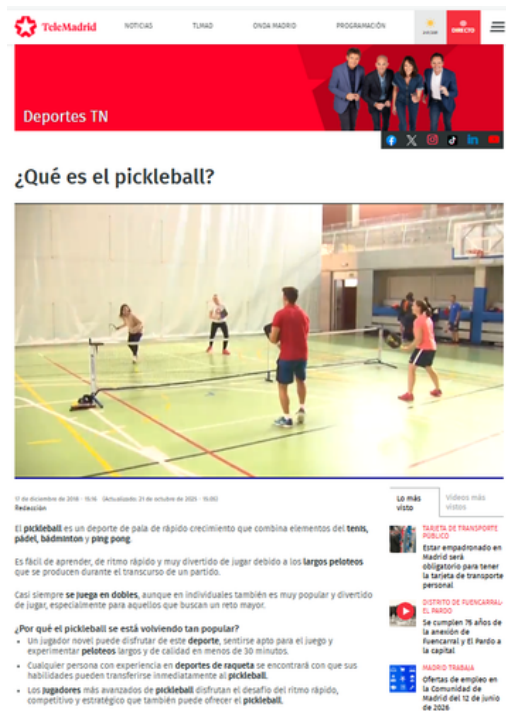 TeleMadrid
NOTICIAS
TLMAD
ONDA MADRID
PROGRAMACIÓN
DIRECTO
Deportes TN
¿Qué es el pickleball?
17 de diciembre de 2018 - 15:16 (Actualizado: 21 de octubre de 2025 - 15:05)
Redacción
El pickleball es un deporte de pala de rápido crecimiento que combina elementos del tenis,
pádel, bádminton y ping pong.
Es fácil de aprender, de ritmo rápido y muy divertido de jugar debido a los largos peloteos
que se producen durante el transcurso de un partido.
Casi siempre se juega en dobles, aunque en individuales también es muy popular y divertido
de jugar, especialmente para aquellos que buscan un reto mayor.
¿Por qué el pickleball se está volviendo tan popular?
• Un jugador novel puede disfrutar de este deporte, sentirse apto para el juego y
experimentar peloteos largos y de calidad en menos de 30 minutos.
• Cualquier persona con experiencia en deportes de raqueta se encontrará con que sus
habilidades pueden transferirse inmediatamente al pickleball.
• Los jugadores más avanzados de pickleball disfrutan el desafío del ritmo rápido,
competitivo y estratégico que también puede ofrecer el pickleball.
Lo más
visto
Vídeos más
vistos
TARJETA DE TRANSPORTE
PÚBLICO
Estar empadronado en
Madrid será
obligatorio para tener
la tarjeta de transporte
personal
DISTRITO DE FUENCARRAL-
EL PARDO
Se cumplen 75 años de
la anexión de
Fuencarral y El Pardo a
la capital
MADRID TRABAJA
Ofertas de empleo en
la Comunidad de
Madrid del 12 de junio
de 2026